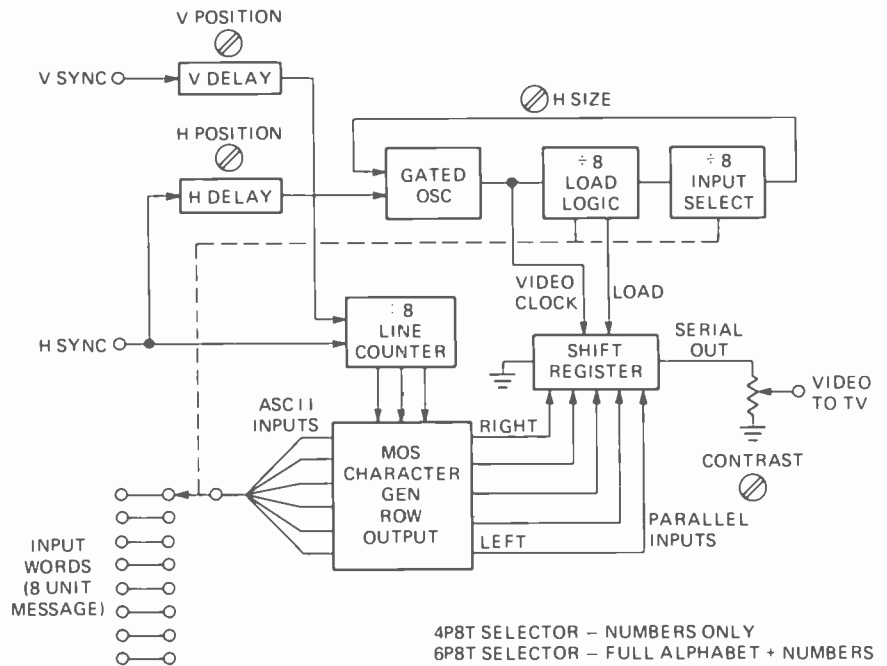 V POSITION
V SYNC
V DELAY
H SIZE
H POSITION
H DELAY
GATED
OSC
÷8
LOAD
LOGIC
÷8
INPUT
SELECT
VIDEO
CLOCK
LOAD
H SYNC
÷8
LINE
COUNTER
SHIFT
REGISTER
SERIAL
OUT
VIDEO
TO TV
CONTRAST
ASCII
INPUTS
MOS
CHARACTER
GEN
ROW
OUTPUT
RIGHT
LEFT
PARALLEL
INPUTS
INPUT
WORDS
(8 UNIT
MESSAGE)
4P8T SELECTOR – NUMBERS ONLY
6P8T SELECTOR – FULL ALPHABET + NUMBERS